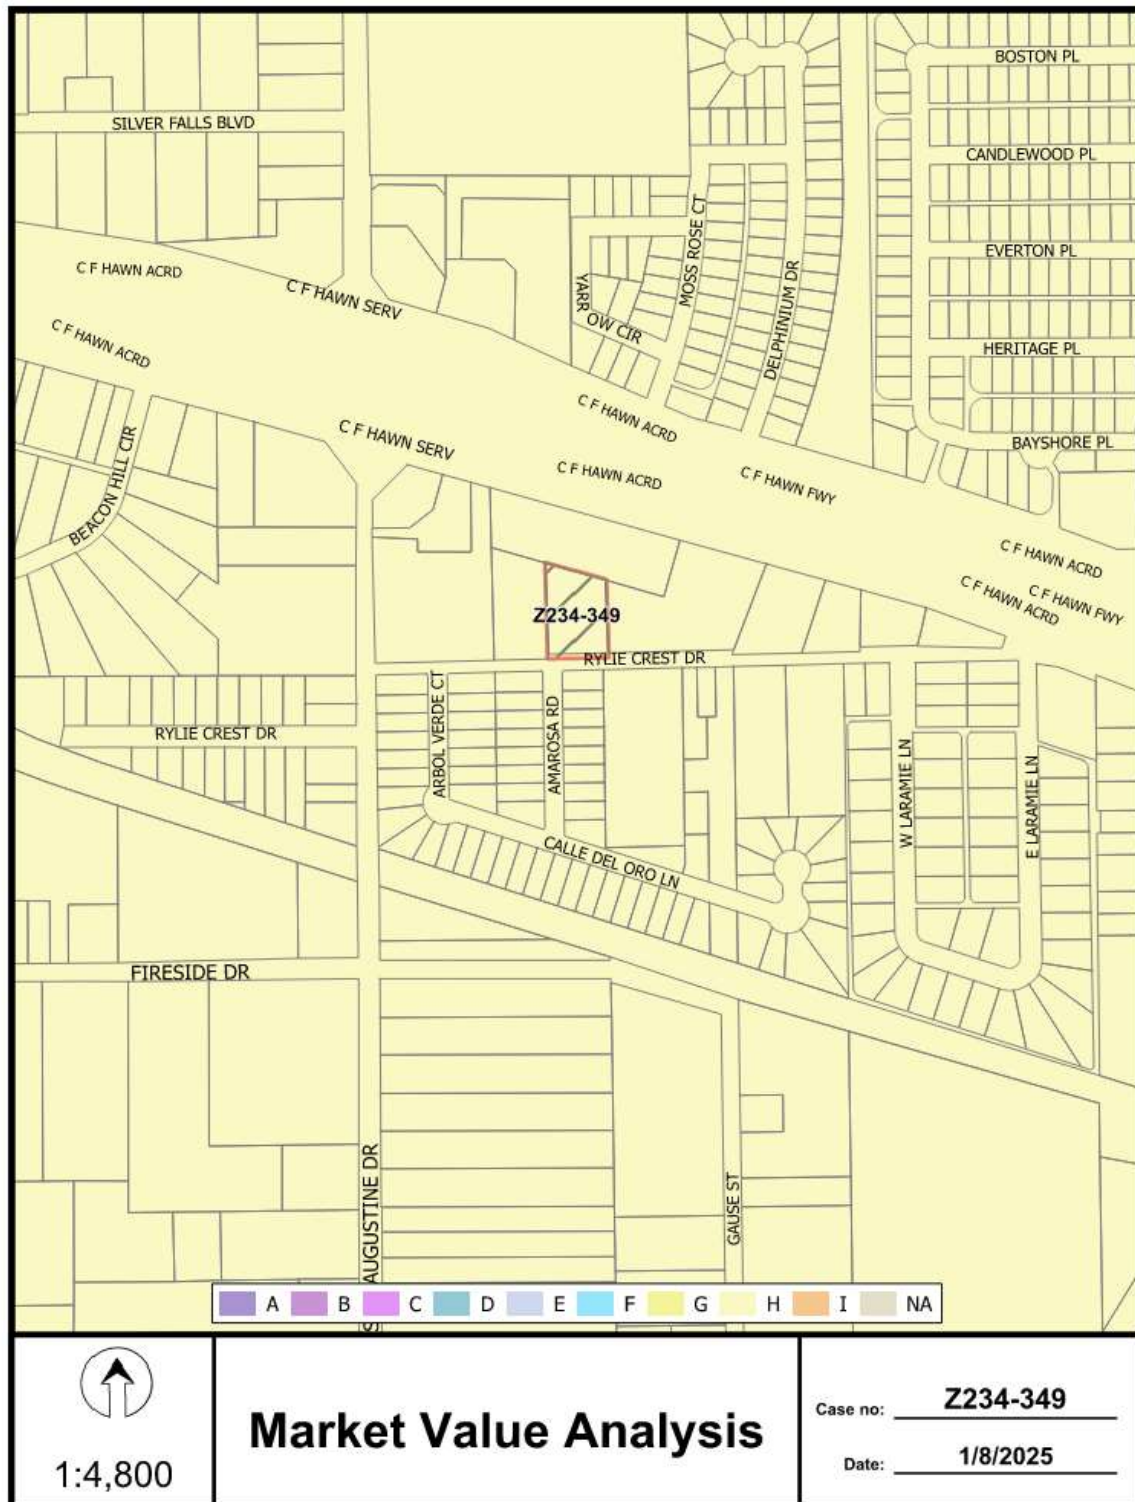 BOSTON PL
SILVER FALLS BLVD
CANDLEWOOD PL
MOSS ROSE CT
EVERTON PL
C F HAWN ACRD
DELPHINIUM DR
C F HAWN SERV
YARR
OW CIR
C F HAWN ACRD
HERITAGE PL
C F HAWN ACRD
C F HAWN SERV
BAYSHORE PL
C F HAWN ACRD
C F HAWN FWY
BEACON HILL CIR
C F HAWN ACRD
C F HAWN ACRD
C F HAWN FWY
Z234-349
RYLIE CREST DR
ARBOL VERDE CT
AMAROSA RD
RYLIE CREST DR
W LARAMIE LN
E LARAMIE LN
CALLE DEL ORO LN
FIRESIDE DR
S AUGUSTINE DR
GAUSE ST
A B C D E F G H I NA
1:4,800
Market Value Analysis
Case no: Z234-349
Date: 1/8/2025